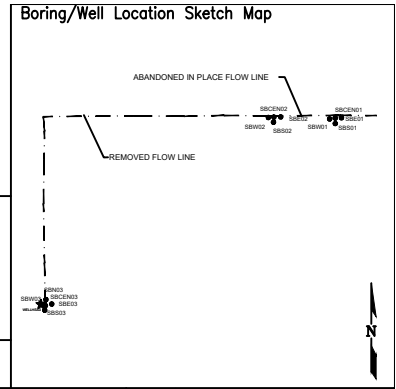 Boring/Well Location Sketch Map
ABANDONED IN PLACE FLOW LINE
SBCEN02
SBCEN01
SBE02
SBE01
SBW02
SBW01
SBS02
SBS01
REMOVED FLOW LINE
SBN03
SBCEN03
SBW03
SBE03
WELLHEAD
SBS03
N